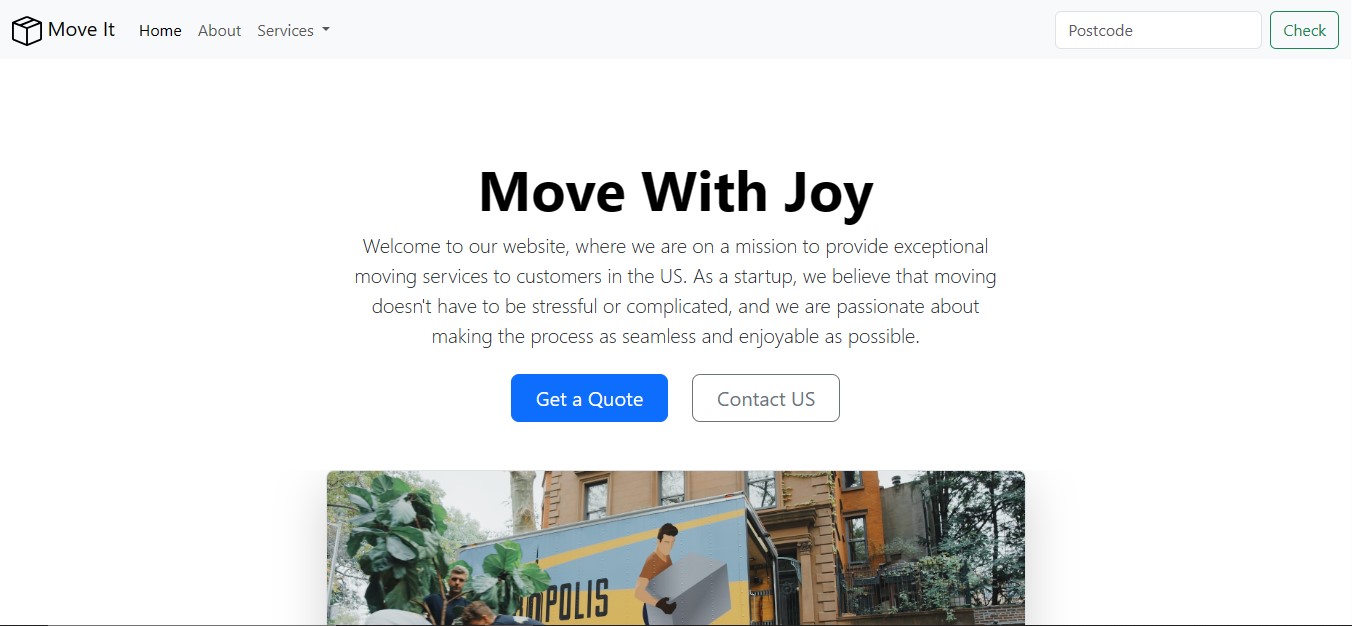 Move It Home About Services Postcode Check
Move With Joy
Welcome to our website, where we are on a mission to provide exceptional
moving services to customers in the US. As a startup, we believe that moving
doesn't have to be stressful or complicated, and we are passionate about
making the process as seamless and enjoyable as possible.
Get a Quote Contact US